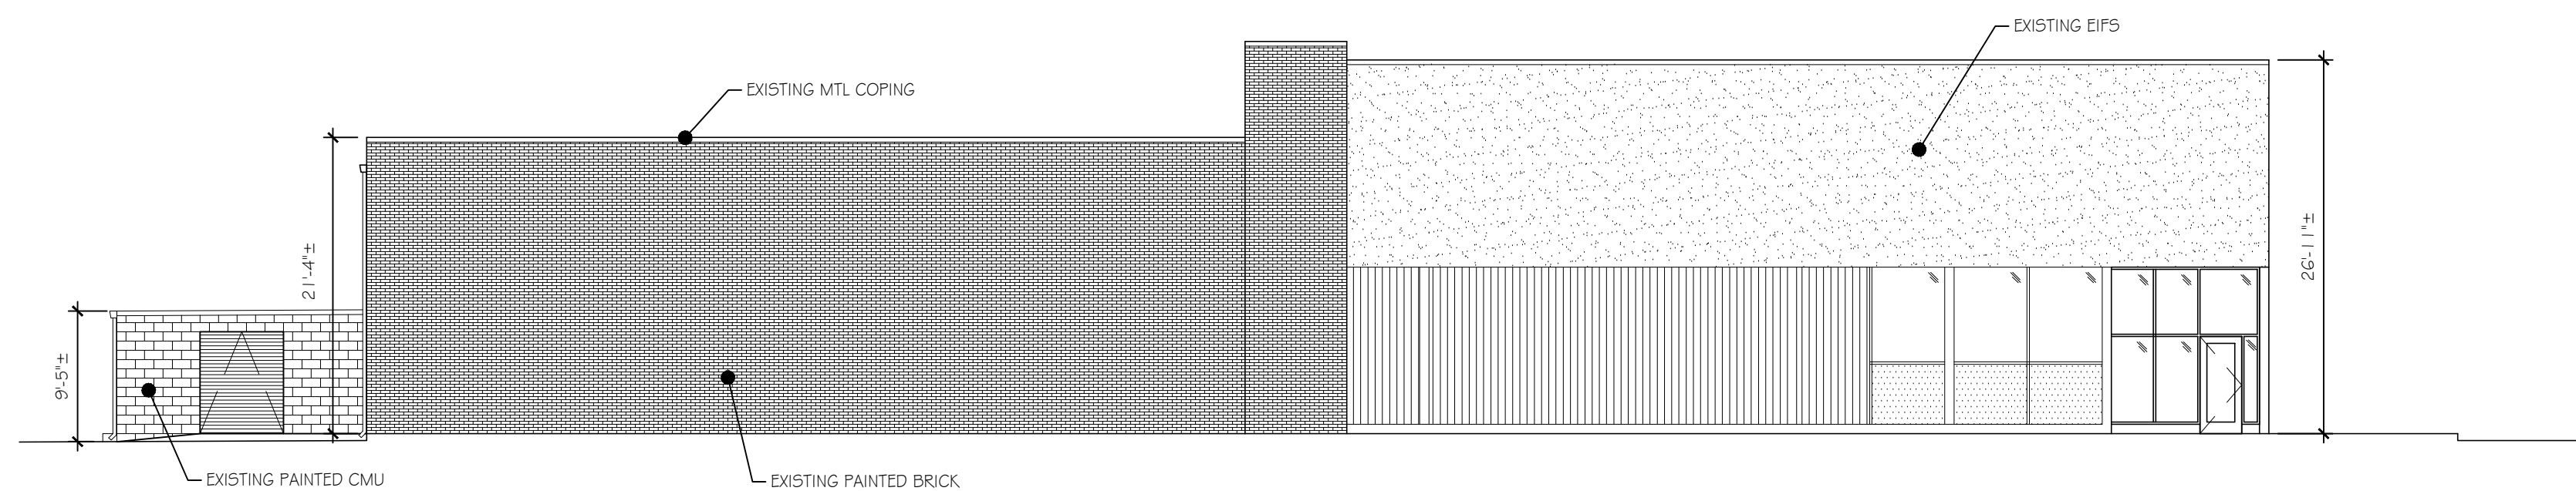 EXISTING EIFS
EXISTING MTL COPING
21'-4"±
26'-11"±
9'-5"±
EXISTING PAINTED CMU
EXISTING PAINTED BRICK